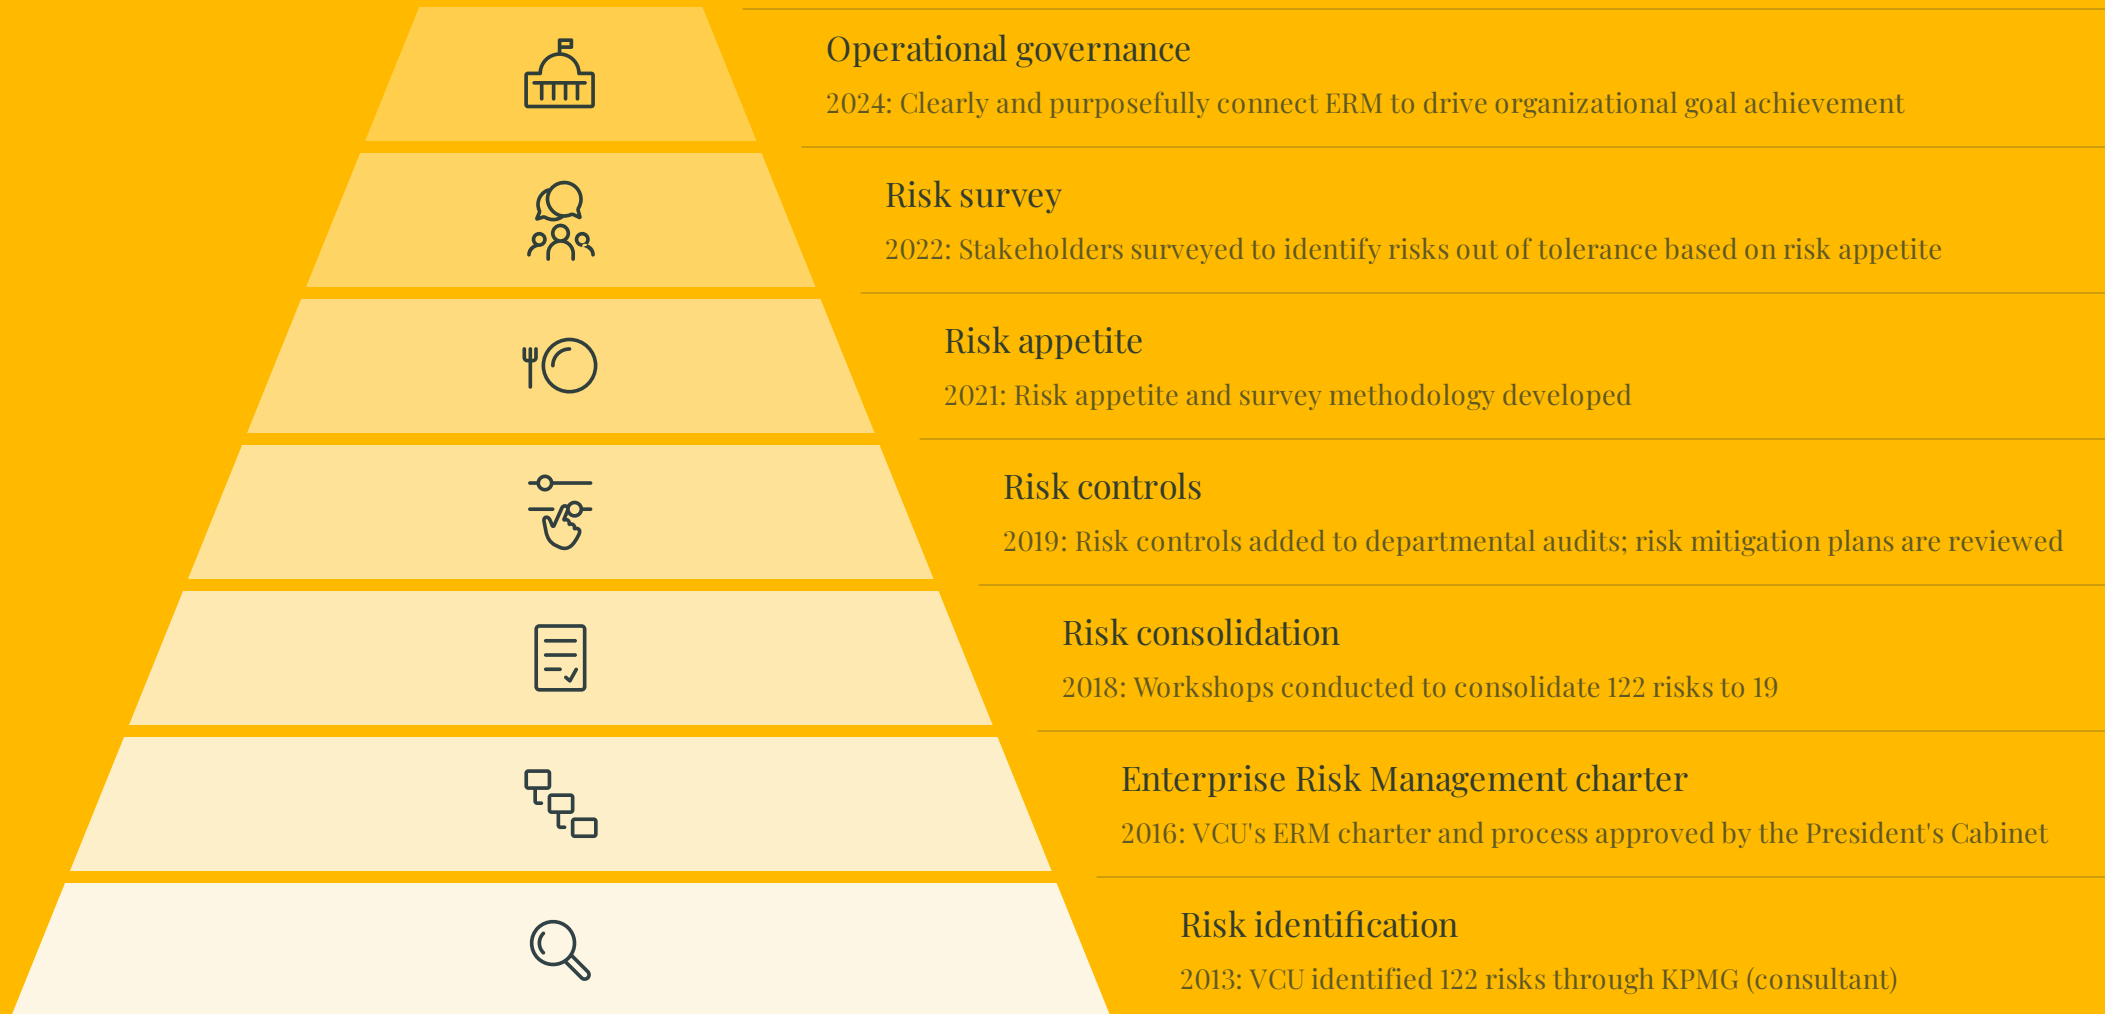 Operational governance
2024: Clearly and purposefully connect ERM to drive organizational goal achievement
Risk survey
2022: Stakeholders surveyed to identify risks out of tolerance based on risk appetite
Risk appetite
2021: Risk appetite and survey methodology developed
Risk controls
2019: Risk controls added to departmental audits; risk mitigation plans are reviewed
Risk consolidation
2018: Workshops conducted to consolidate 122 risks to 19
Enterprise Risk Management charter
2016: VCU's ERM charter and process approved by the President's Cabinet
Risk identification
2013: VCU identified 122 risks through KPMG (consultant)